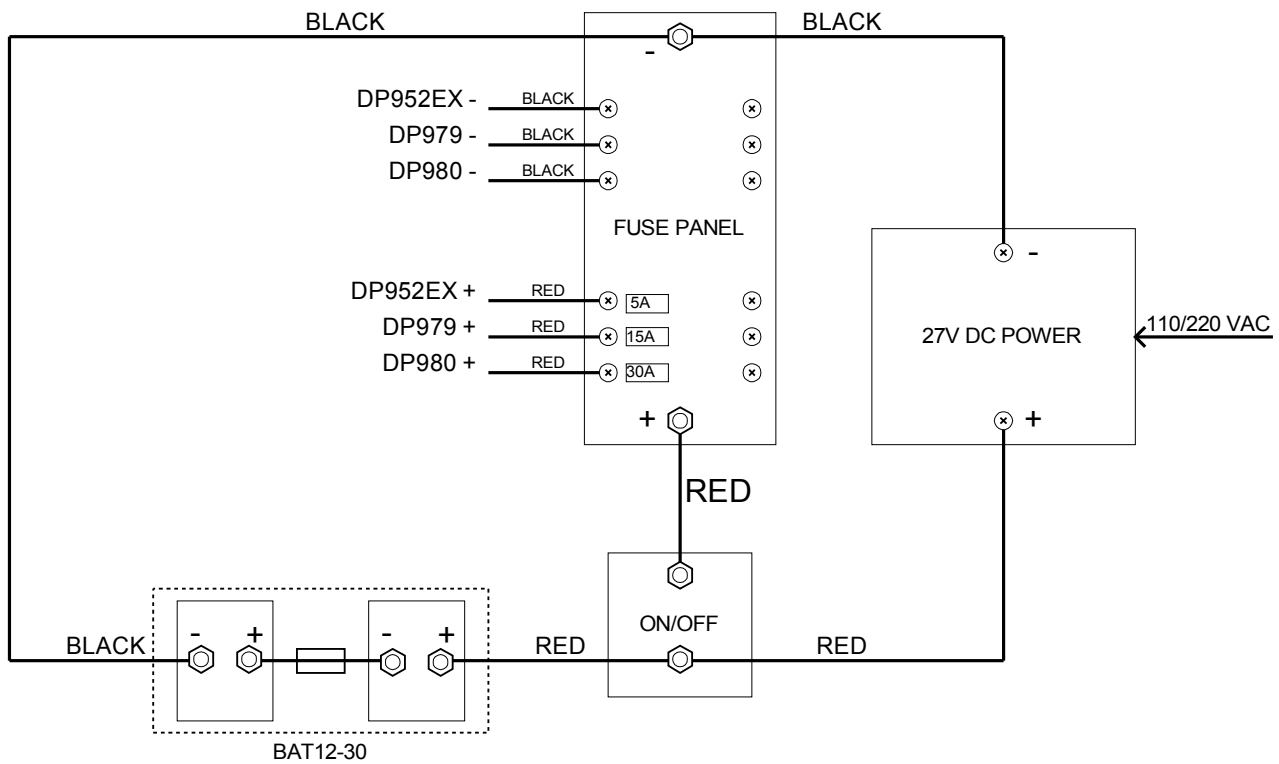 BLACK
BLACK
-
DP952EX - BLACK
DP979 - BLACK
DP980 - BLACK
FUSE PANEL
-
DP952EX + RED 5A
DP979 + RED 15A
27V DC POWER
110/220 VAC
DP980 + RED 30A
+
+
RED
ON/OFF
- +
- +
BLACK
RED
RED
BAT12-30